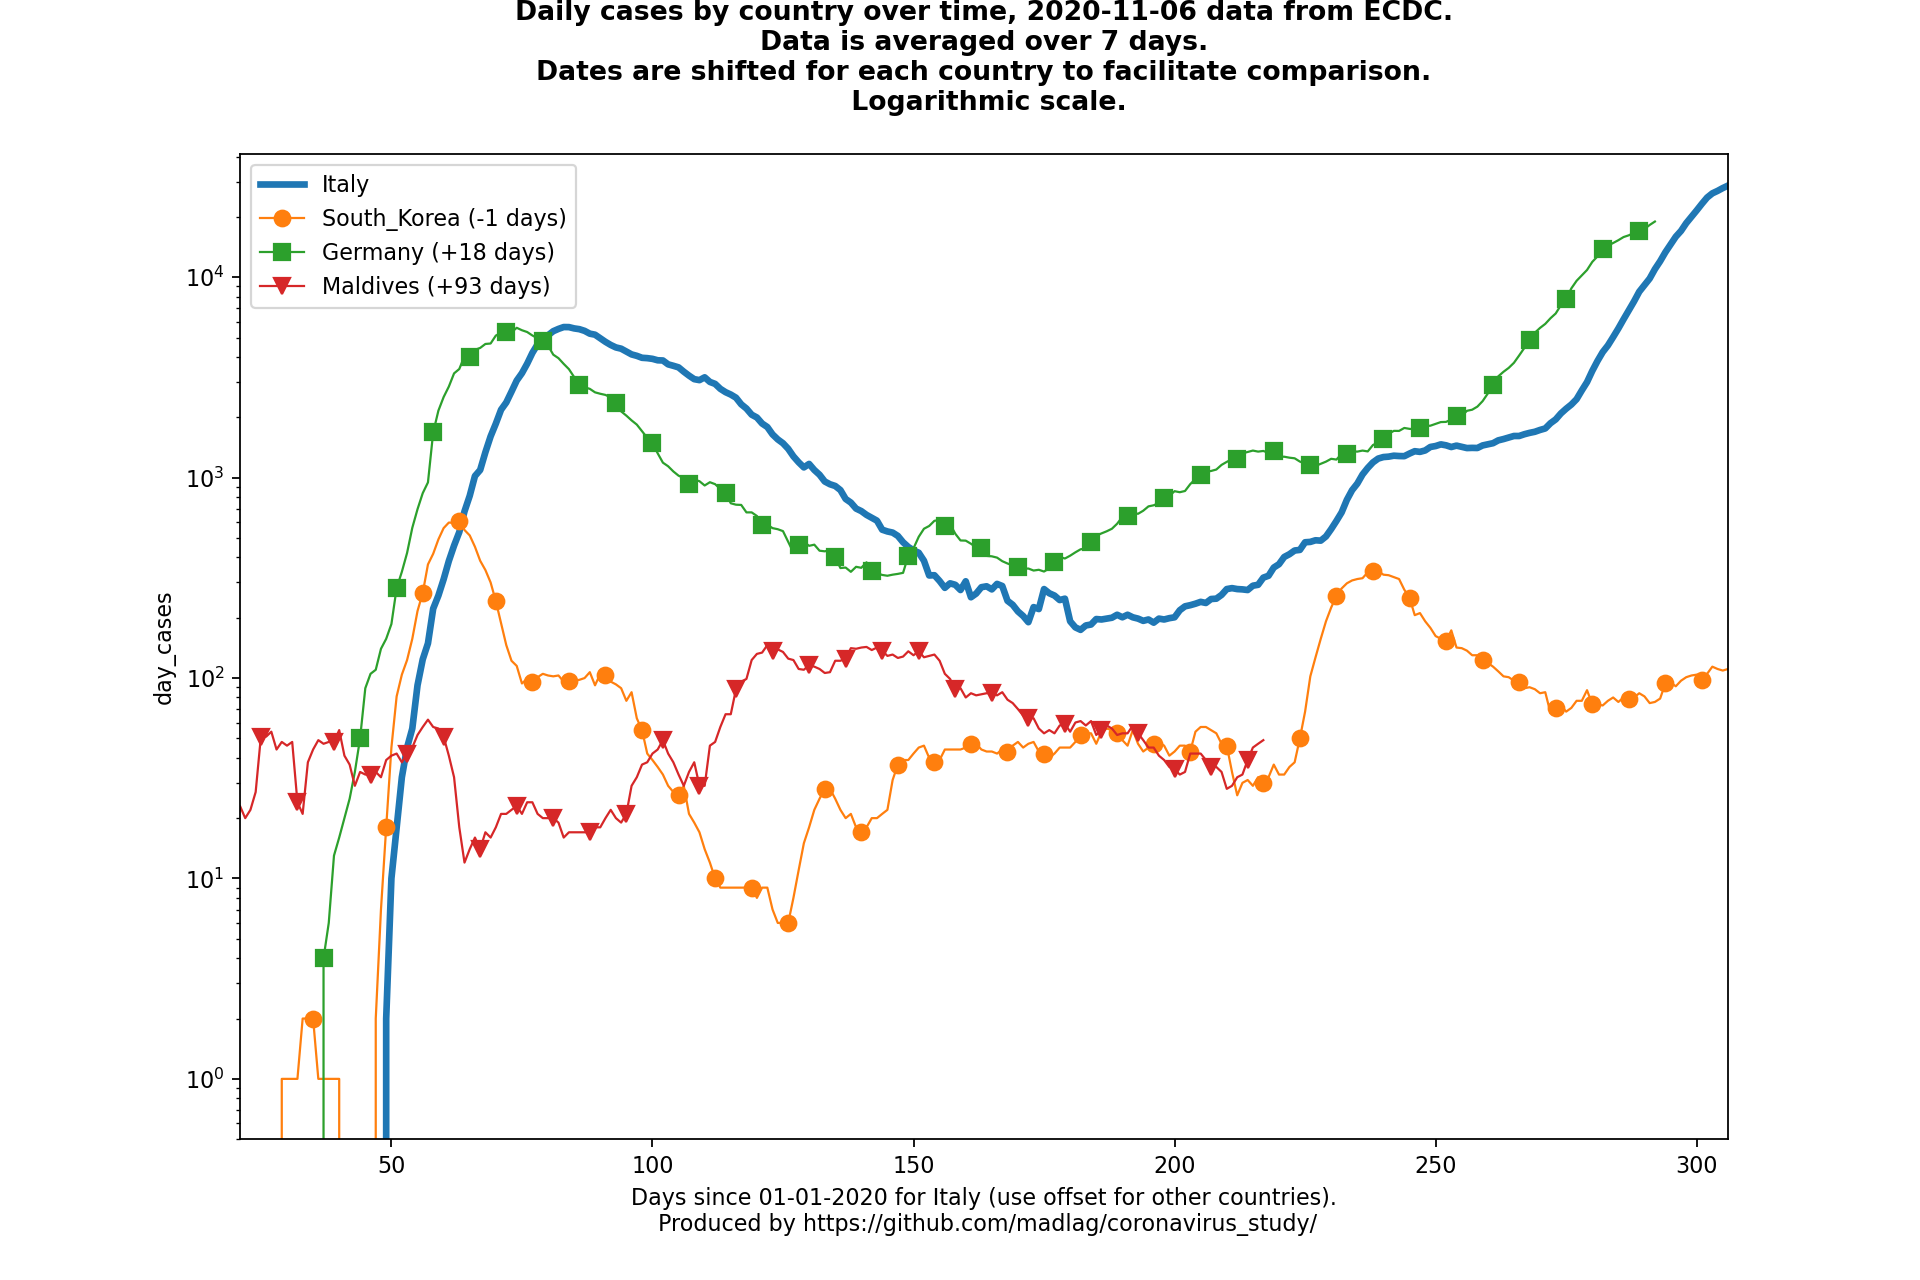 Daily cases by country over time, 2020-11-06 data from ECDC.
Data is averaged over 7 days.
Dates are shifted for each country to facilitate comparison.
Logarithmic scale.
Italy
South_Korea (-1 days)
Germany (+18 days)
Maldives (+93 days)
10⁴
10³
10²
10¹
10⁰
day_cases
50 100 150 200 250 300
Days since 01-01-2020 for Italy (use offset for other countries).
Produced by https://github.com/madlag/coronavirus_study/